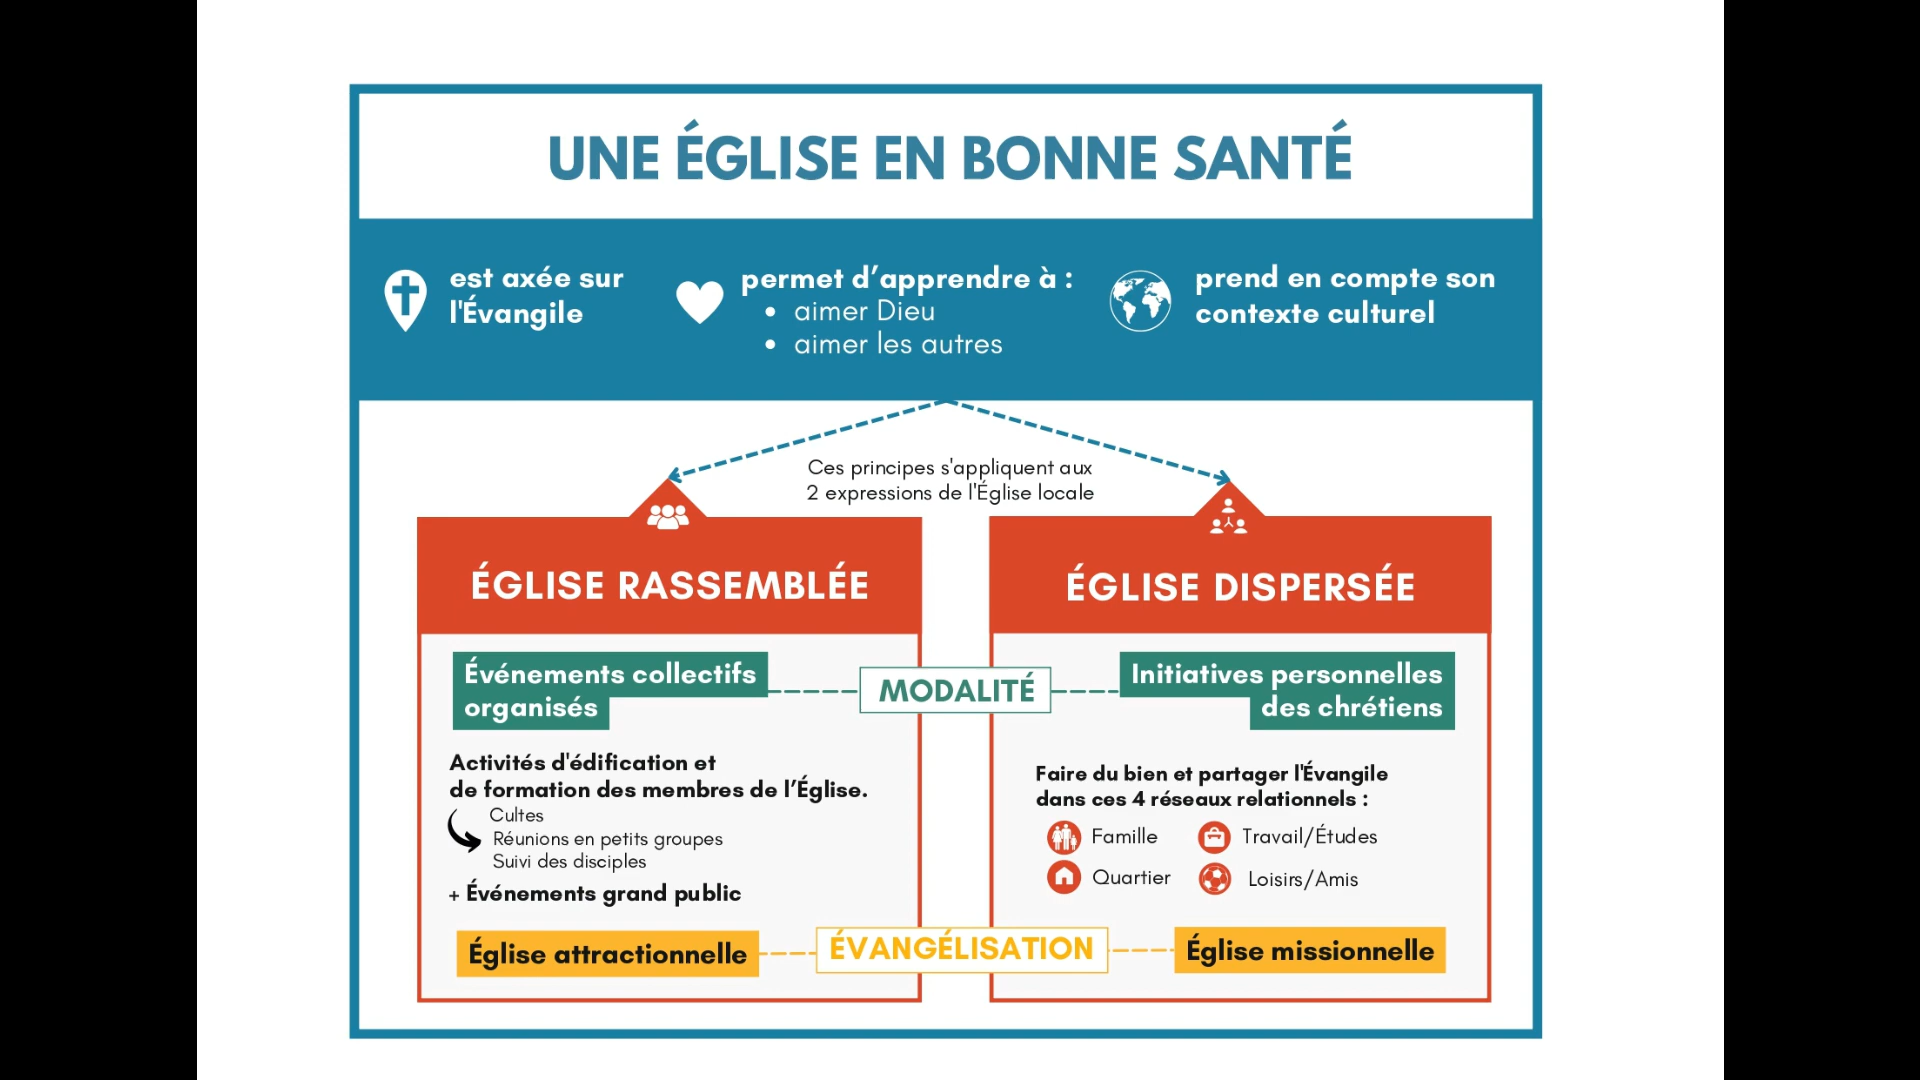 UNE ÉGLISE EN BONNE SANTÉ
est axée sur
l'Évangile
permet d’apprendre à :
• aimer Dieu
• aimer les autres
prend en compte son
contexte culturel
Ces principes s'appliquent aux
2 expressions de l'Église locale
ÉGLISE RASSEMBLÉE
ÉGLISE DISPERSÉE
Événements collectifs
organisés
MODALITÉ
Initiatives personnelles
des chrétiens
Activités d'édification et
de formation des membres de l’Église.
Cultes
Réunions en petits groupes
Suivi des disciples
+ Événements grand public
Faire du bien et partager l'Évangile
dans ces 4 réseaux relationnels :
Famille
Travail/Études
Quartier
Loisirs/Amis
Église attractionnelle
ÉVANGÉLISATION
Église missionnelle